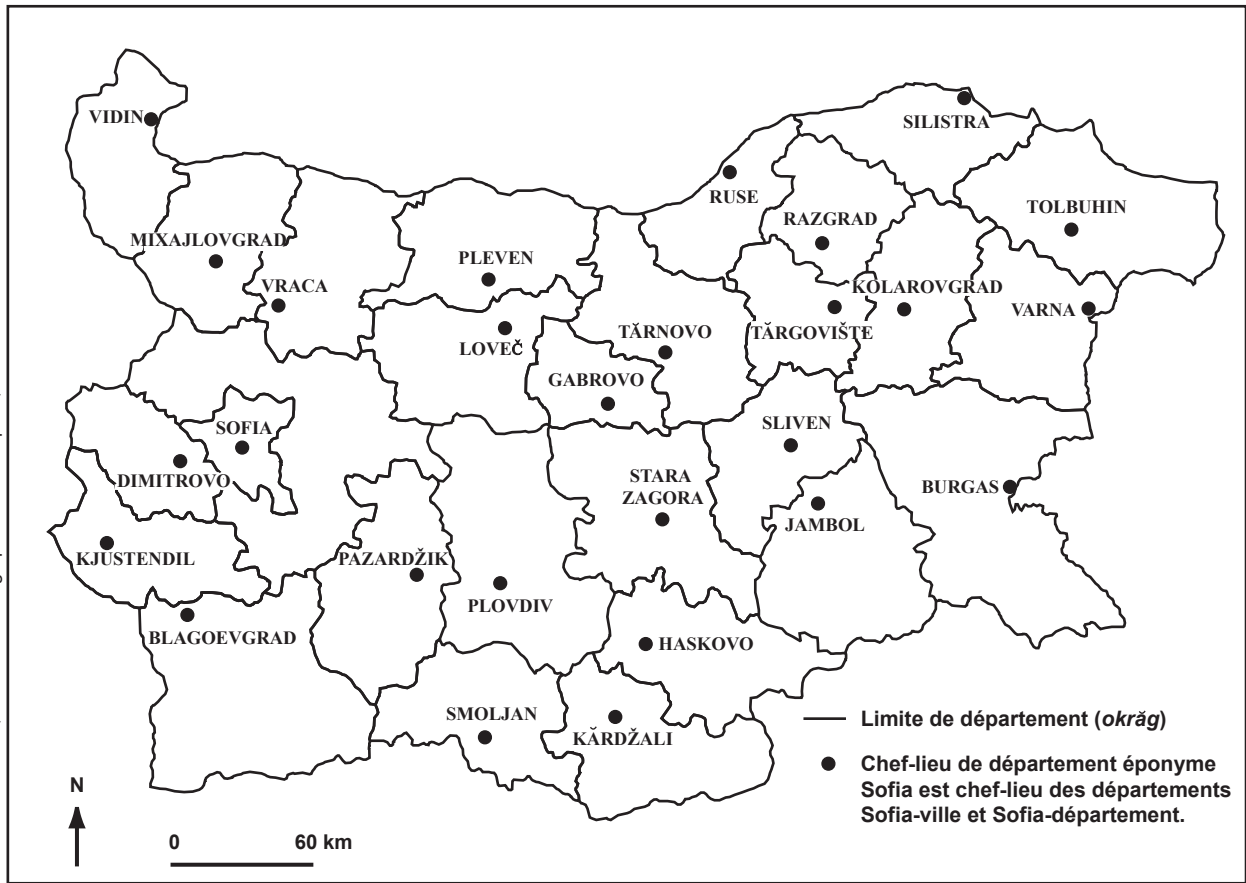 VIDIN
SILISTRA
RUSE
RAZGRAD
TOLBUHIN
MIXAJLOVGRAD
PLEVEN
VRACA
KOLAROVGRAD
VARNA
LOVEČ
TĂRNOVO
TĂRGOVIŠTE
GABROVO
SOFIA
SLIVEN
DIMITROVO
STARA
ZAGORA
BURGAS
JAMBOL
KJUSTENDIL
PAZARDŽIK
PLOVDIV
BLAGOEVGRAD
HASKOVO
SMOLJAN
KĂRDŽALI
Limite de département (okrăg)
Chef-lieu de département éponyme
Sofia est chef-lieu des départements
Sofia-ville et Sofia-département.
N
0 60 km